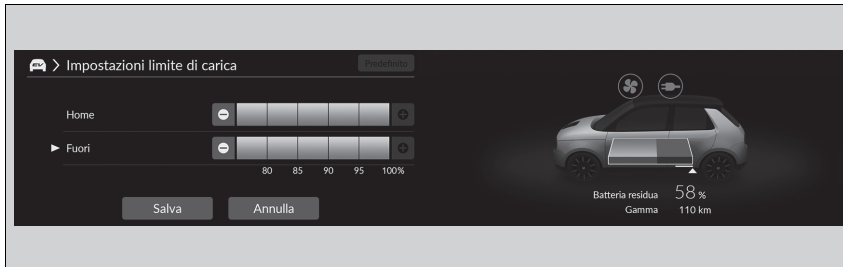 EV > Impostazioni limite di carica Predefinito
Home
Fuori
80 85 90 95 100%
Salva Annulla
Batteria residua 58 %
Gamma 110 km